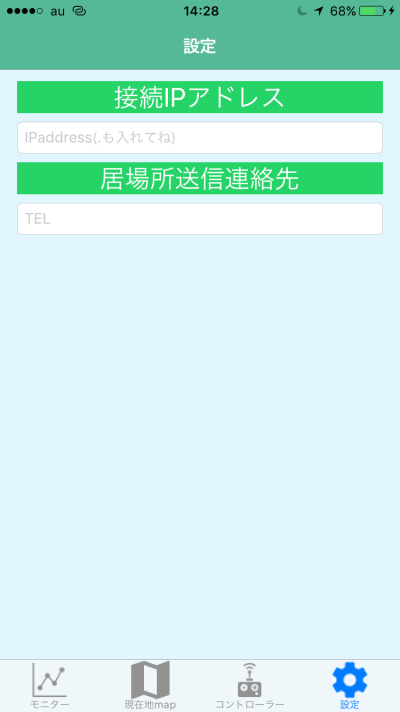 au 14:28 68%
設定
接続IPアドレス
IPaddress(.も入れてね)
居場所送信連絡先
TEL
モニター 現在地map コントローラー 設定